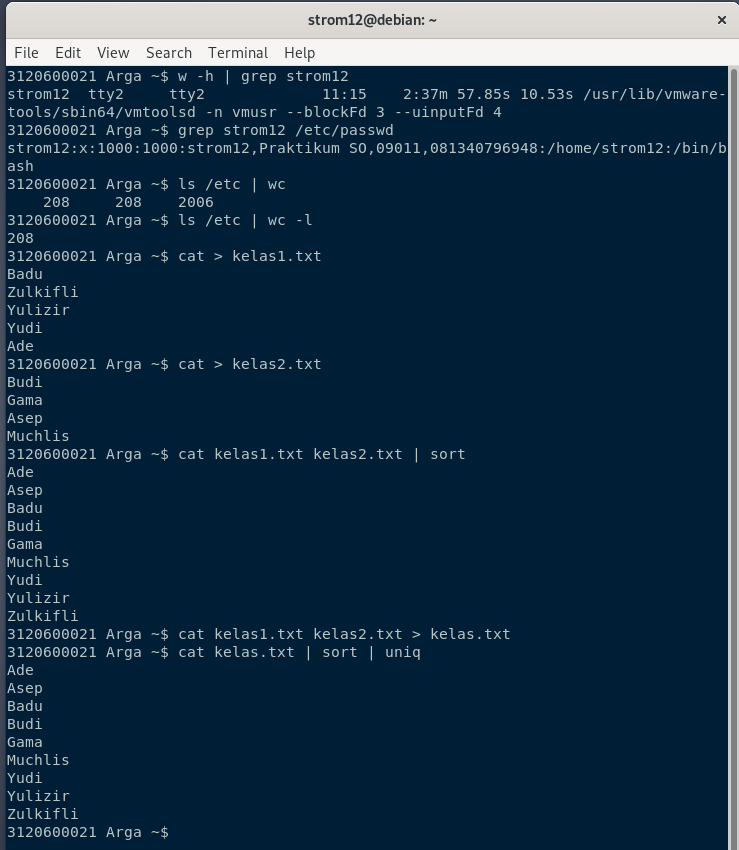 strom12@debian: ~
×
File Edit View Search Terminal Help
3120600021 Arga ~$ w -h | grep strom12
strom12  tty2     tty2             11:15    2:37m 57.85s 10.53s /usr/lib/vmware-
tools/sbin64/vmtoolsd -n vmusr --blockFd 3 --uinputFd 4
3120600021 Arga ~$ grep strom12 /etc/passwd
strom12:x:1000:1000:strom12,Praktikum SO,09011,081340796948:/home/strom12:/bin/b
ash
3120600021 Arga ~$ ls /etc | wc
    208     208    2006
3120600021 Arga ~$ ls /etc | wc -l
208
3120600021 Arga ~$ cat > kelas1.txt
Badu
Zulkifli
Yulizir
Yudi
Ade
3120600021 Arga ~$ cat > kelas2.txt
Budi
Gama
Asep
Muchlis
3120600021 Arga ~$ cat kelas1.txt kelas2.txt | sort
Ade
Asep
Badu
Budi
Gama
Muchlis
Yudi
Yulizir
Zulkifli
3120600021 Arga ~$ cat kelas1.txt kelas2.txt > kelas.txt
3120600021 Arga ~$ cat kelas.txt | sort | uniq
Ade
Asep
Badu
Budi
Gama
Muchlis
Yudi
Yulizir
Zulkifli
3120600021 Arga ~$